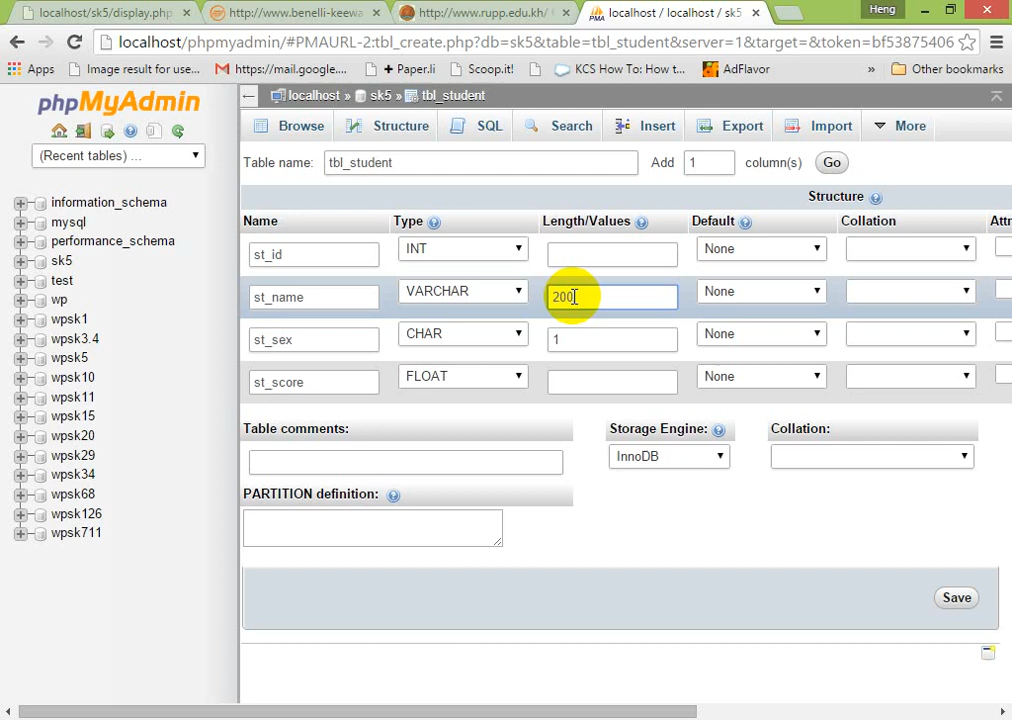 localhost/sk5/display.php
http://www.benelli-keewa
http://www.rupp.edu.kh/
localhost / localhost / sk5
Heng
localhost/phpmyadmin/#PMAURL-2:tbl_create.php?db=sk5&table=tbl_student&server=1&target=&token=bf53875406
Apps
Image result for use...
https://mail.google....
+ Paper.li
Scoop.it!
KCS How To: How t...
AdFlavor
»
Other bookmarks
phpMyAdmin
(Recent tables) ...
information_schema
mysql
performance_schema
sk5
test
wp
wpsk1
wpsk3.4
wpsk5
wpsk10
wpsk11
wpsk15
wpsk20
wpsk29
wpsk34
wpsk68
wpsk126
wpsk711
localhost » sk5 » tbl_student
Browse Structure SQL Search Insert Export Import More
Table name: tbl_student Add 1 column(s) Go
Structure
Name Type Length/Values Default Collation Attr
st_id INT None
st_name VARCHAR 200 None
st_sex CHAR 1 None
st_score FLOAT None
Table comments: Storage Engine: Collation:
InnoDB
PARTITION definition:
Save